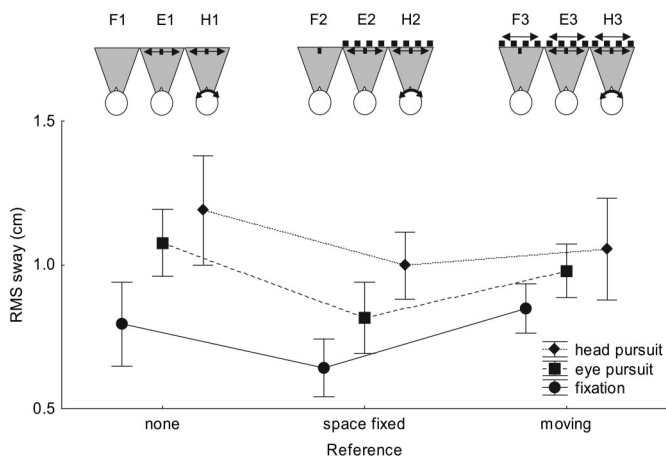 F1 E1 H1 F2 E2 H2 F3 E3 H3
1.5
1.0
0.5
RMS sway (cm)
head pursuit
eye pursuit
fixation
none space fixed moving
Reference